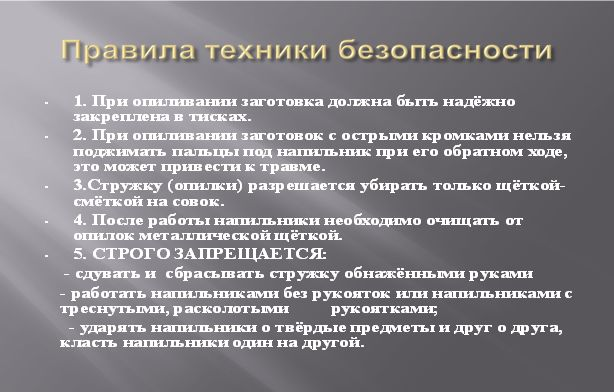 Правила техники безопасности
- 1. При опиливании заготовка должна быть надёжно
закреплена в тисках.
- 2. При опиливании заготовок с острыми кромками нельзя
поджимать пальцы под напильник при его обратном ходе,
это может привести к травме.
- 3.Стружку (опилки) разрешается убирать только щёткой-
смёткой на совок.
- 4. После работы напильники необходимо очищать от
опилок металлической щёткой.
- 5. СТРОГО ЗАПРЕЩАЕТСЯ:
- сдувать и сбрасывать стружку обнажёнными руками
- работать напильниками без рукояток или напильниками с
треснутыми, расколотыми рукоятками;
- ударять напильники о твёрдые предметы и друг о друга,
класть напильники один на другой.